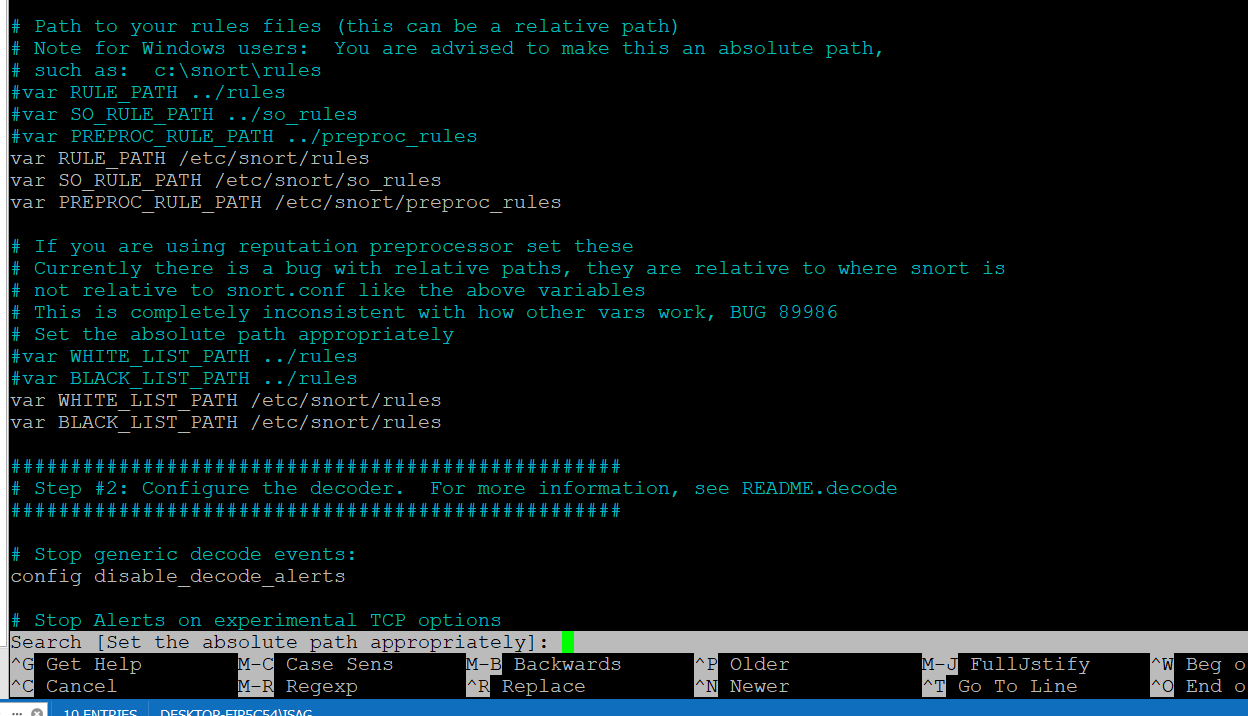 # Path to your rules files (this can be a relative path)
# Note for Windows users:  You are advised to make this an absolute path,
# such as:  c:\snort\rules
#var RULE_PATH ../rules
#var SO_RULE_PATH ../so_rules
#var PREPROC_RULE_PATH ../preproc_rules
var RULE_PATH /etc/snort/rules
var SO_RULE_PATH /etc/snort/so_rules
var PREPROC_RULE_PATH /etc/snort/preproc_rules
# If you are using reputation preprocessor set these
# Currently there is a bug with relative paths, they are relative to where snort is
# not relative to snort.conf like the above variables
# This is completely inconsistent with how other vars work, BUG 89986
# Set the absolute path appropriately
#var WHITE_LIST_PATH ../rules
#var BLACK_LIST_PATH ../rules
var WHITE_LIST_PATH /etc/snort/rules
var BLACK_LIST_PATH /etc/snort/rules
###################################################
# Step #2: Configure the decoder.  For more information, see README.decode
###################################################
# Stop generic decode events:
config disable_decode_alerts
# Stop Alerts on experimental TCP options
Search [Set the absolute path appropriately]:
^G Get Help M-C Case Sens M-B Backwards ^P Older M-J FullJstify ^W Beg o
^C Cancel M-R Regexp ^R Replace ^N Newer ^T Go To Line ^O End o
... 10 ENTRIES